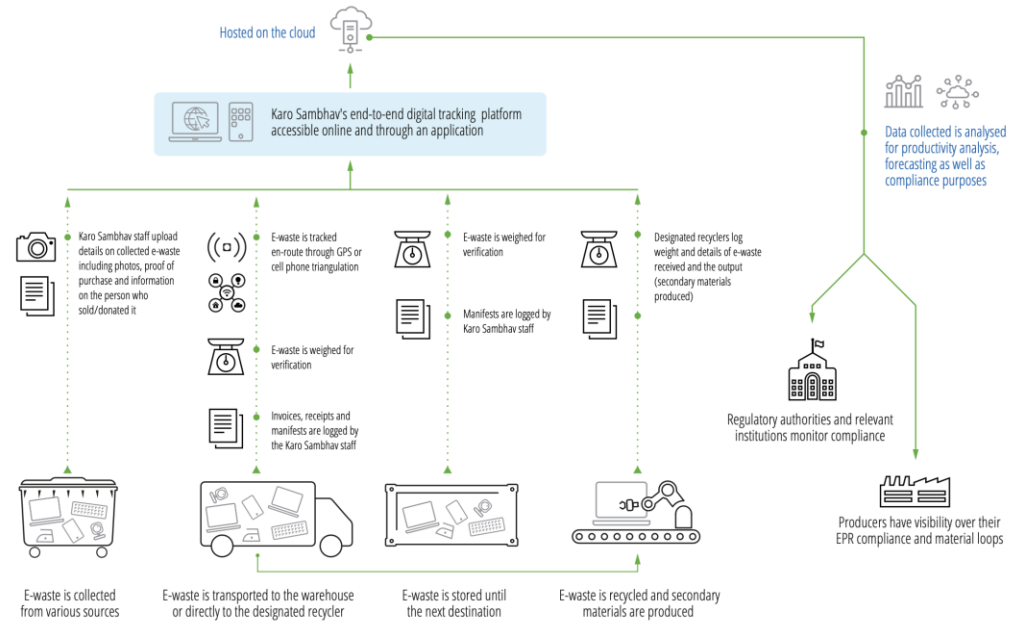 Hosted on the cloud
Karo Sambhav's end-to-end digital tracking platform
accessible online and through an application
Data collected is analysed
for productivity analysis,
forecasting as well as
compliance purposes
Karo Sambhav staff upload
details on collected e-waste
including photos, proof of
purchase and information
on the person who
sold/donated it
E-waste is tracked
en-route through GPS or
cell phone triangulation
E-waste is weighed for
verification
Invoices, receipts and
manifests are logged by
the Karo Sambhav staff
E-waste is weighed for
verification
Manifests are logged by
Karo Sambhav staff
Designated recyclers log
weight and details of e-waste
received and the output
(secondary materials
produced)
Regulatory authorities and relevant
institutions monitor compliance
Producers have visibility over their
EPR compliance and material loops
E-waste is collected
from various sources
E-waste is transported to the warehouse
or directly to the designated recycler
E-waste is stored until
the next destination
E-waste is recycled and secondary
materials are produced